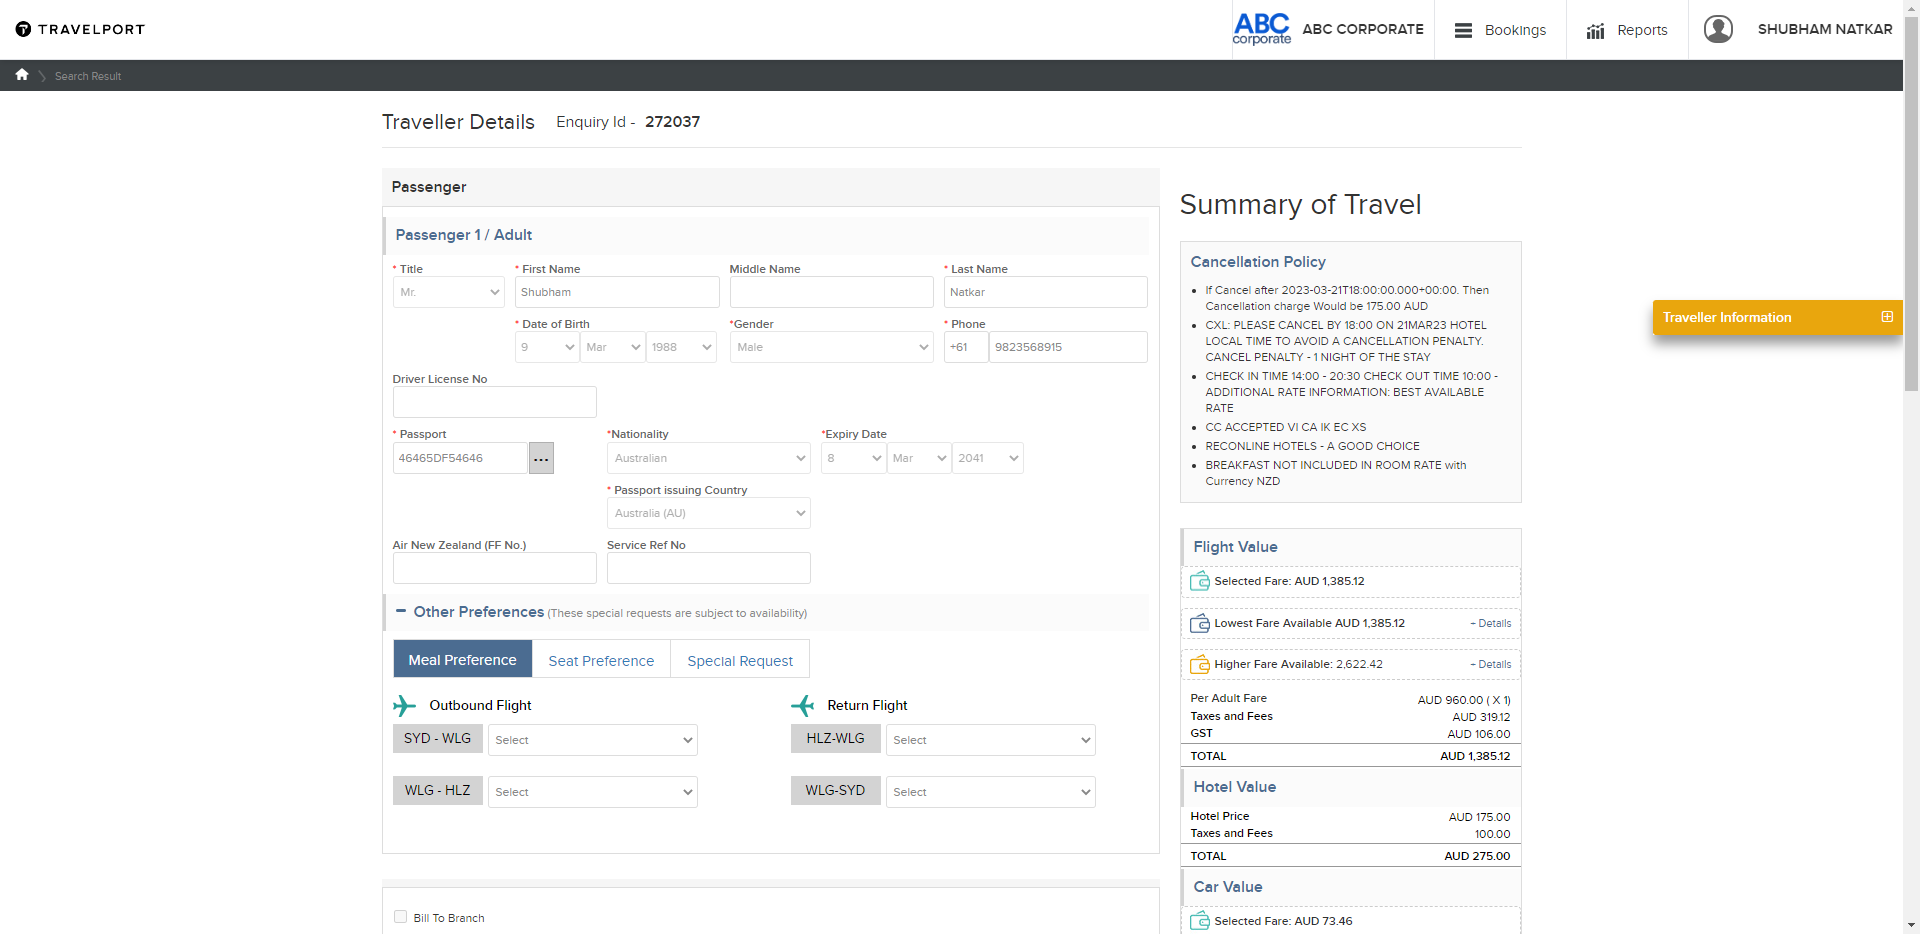 TRAVELPORT
ABC
corporate
ABC CORPORATE
Bookings
Reports
SHUBHAM NATKAR
Search Result
Traveller Details Enquiry Id - 272037
Passenger
Passenger 1 / Adult
* Title
* First Name
Middle Name
* Last Name
Mr.
Shubham
Natkar
* Date of Birth
*Gender
* Phone
9
Mar
1988
Male
+61
9823568915
Driver License No
* Passport
*Nationality
*Expiry Date
46465DF54646
...
Australian
8
Mar
2041
* Passport issuing Country
Australia (AU)
Air New Zealand (FF No.)
Service Ref No
Other Preferences (These special requests are subject to availability)
Meal Preference
Seat Preference
Special Request
Outbound Flight
Return Flight
SYD - WLG
Select
HLZ-WLG
Select
WLG - HLZ
Select
WLG-SYD
Select
Bill To Branch
Summary of Travel
Cancellation Policy
If Cancel after 2023-03-21T18:00:00.000+00:00. Then
Cancellation charge Would be 175.00 AUD
CXL: PLEASE CANCEL BY 18:00 ON 21MAR23 HOTEL
LOCAL TIME TO AVOID A CANCELLATION PENALTY.
CANCEL PENALTY - 1 NIGHT OF THE STAY
CHECK IN TIME 14:00 - 20:30 CHECK OUT TIME 10:00 -
ADDITIONAL RATE INFORMATION: BEST AVAILABLE
RATE
CC ACCEPTED VI CA IK EC XS
RECONLINE HOTELS - A GOOD CHOICE
BREAKFAST NOT INCLUDED IN ROOM RATE with
Currency NZD
Flight Value
Selected Fare: AUD 1,385.12
Lowest Fare Available AUD 1,385.12 + Details
Higher Fare Available: 2,622.42 + Details
Per Adult Fare AUD 960.00 ( X 1)
Taxes and Fees AUD 319.12
GST AUD 106.00
TOTAL AUD 1,385.12
Hotel Value
Hotel Price AUD 175.00
Taxes and Fees 100.00
TOTAL AUD 275.00
Car Value
Selected Fare: AUD 73.46
Traveller Information